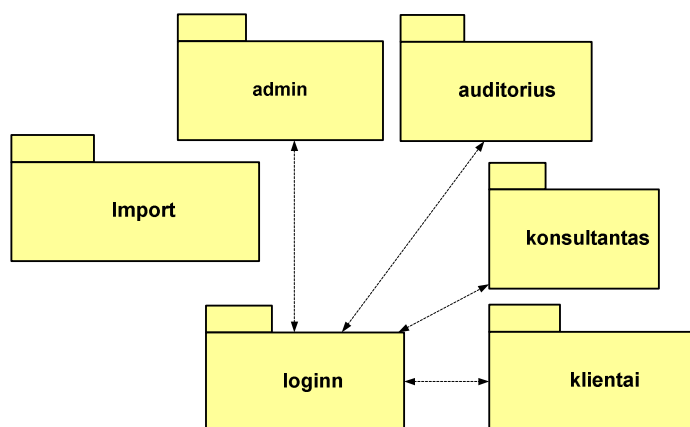 admin
auditorius
Import
konsultantas
loginn
klientai